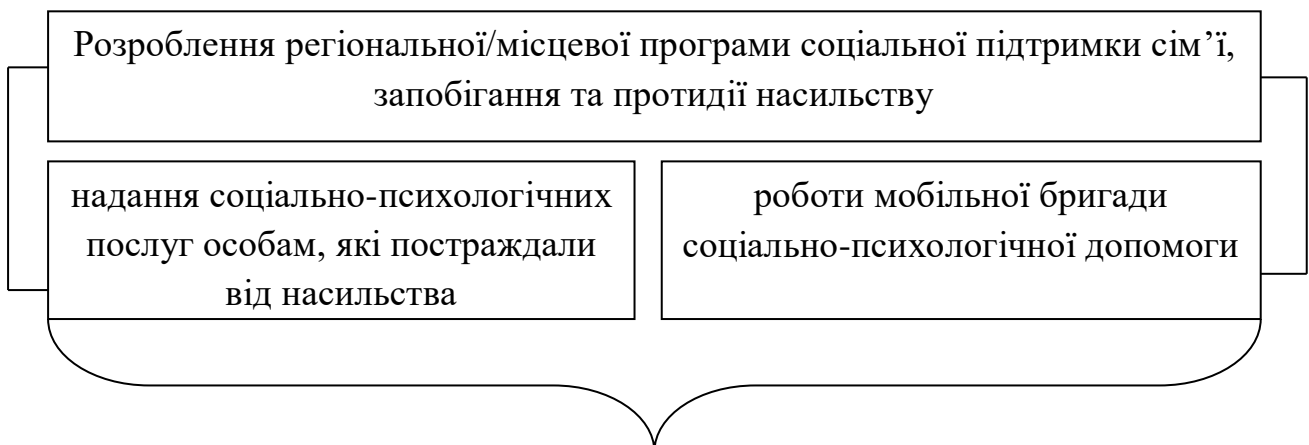 Розроблення регіональної/місцевої програми соціальної підтримки сім’ї,
запобігання та протидії насильству
надання соціально-психологічних
послуг особам, які постраждали
від насильства
роботи мобільної бригади
соціально-психологічної допомоги